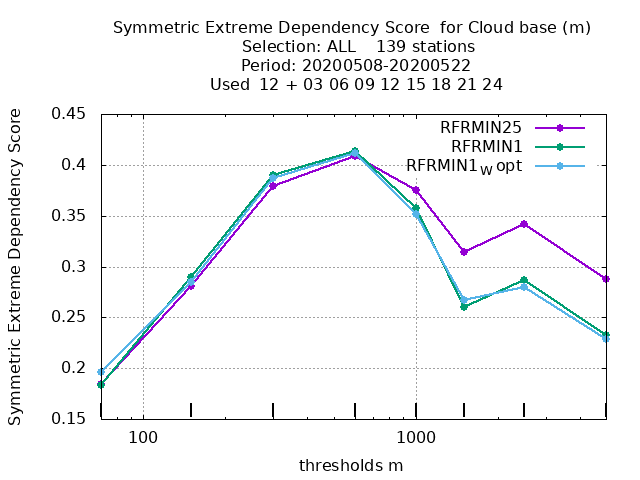 Symmetric Extreme Dependency Score  for Cloud base (m)
Selection: ALL    139 stations
Period: 20200508-20200522
Used  12 + 03 06 09 12 15 18 21 24
Symmetric Extreme Dependency Score
0.45
0.4
0.35
0.3
0.25
0.2
0.15
RFRMIN25
RFRMIN1
RFRMIN1w opt
100
1000
thresholds m